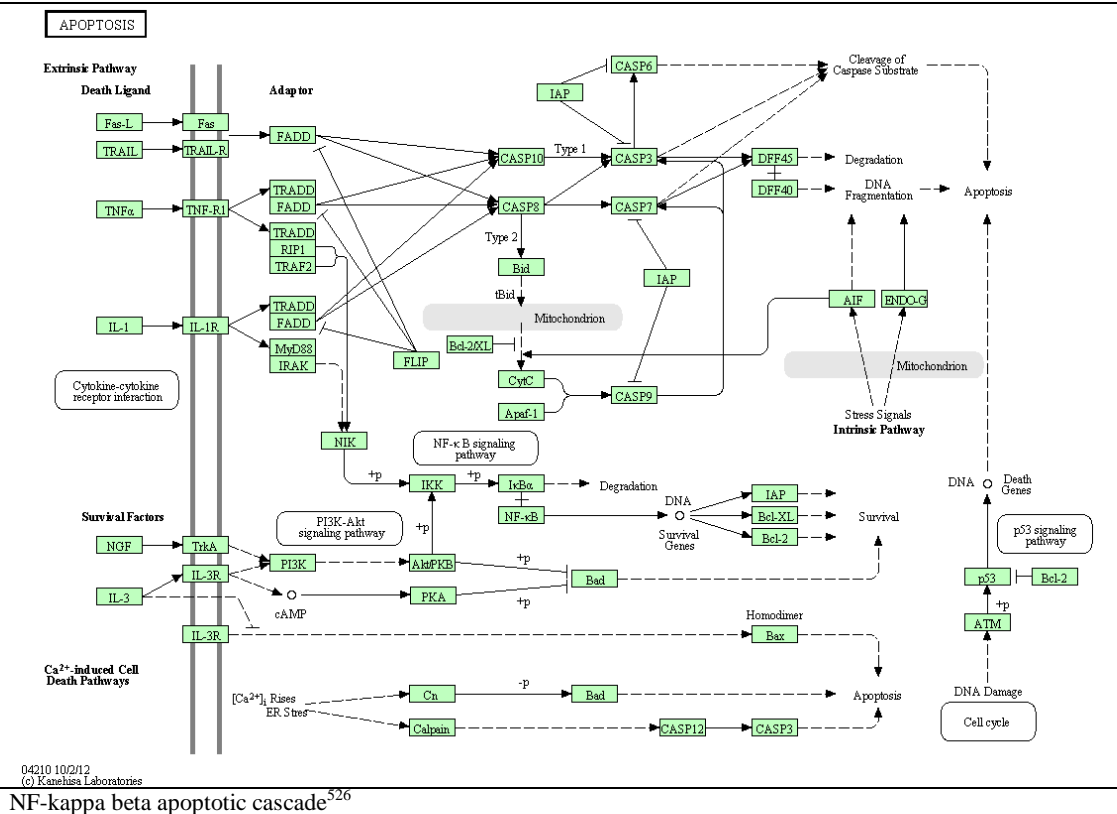 APOPTOSIS
Extrinsic Pathway
Death Ligand
Adaptor
Fas-L
Fas
TRAIL
TRAIL-R
FADD
TNFα
TNF-R1
TRADD
FADD
TRADD
RIP1
TRAF2
IL-1
IL-1R
TRADD
FADD
MyD88
IRAK
FLIP
Cytokine-cytokine
receptor interaction
CASP6
IAP
CASP10
Type 1
CASP3
CASP8
CASP7
Type 2
Bid
tBid
Mitochondrion
Bcl-2/XL
CytC
Apaf-1
CASP9
IAP
Cleavage of
Caspase Substrate
DFF45
Degradation
DFF40
DNA
Fragmentation
Apoptosis
AIF
ENDO-G
Mitochondrion
Stress Signals
Intrinsic Pathway
NIK
NF-κB signaling
pathway
+p
IKK
+p
IκBα
Degradation
NF-κB
DNA
Survival
Genes
IAP
Bcl-XL
Bcl-2
Survival
DNA
Death
Genes
p53 signaling
pathway
p53
Bcl-2
+p
ATM
DNA Damage
Cell cycle
Survival Factors
PI3K-Akt
signaling pathway
+p
NGF
TrkA
PI3K
Akt/PKB
+p
Bad
IL-3R
IL-3
cAMP
PKA
+p
IL-3R
Homodimer
Bax
Ca2+-induced Cell
Death Pathways
[Ca2+]i Rises
ER Stres
Cn
-p
Bad
Apoptosis
Calpain
CASP12
CASP3
04210 10/2/12
(c) Kanehisa Laboratories
NF-kappa beta apoptotic cascade526